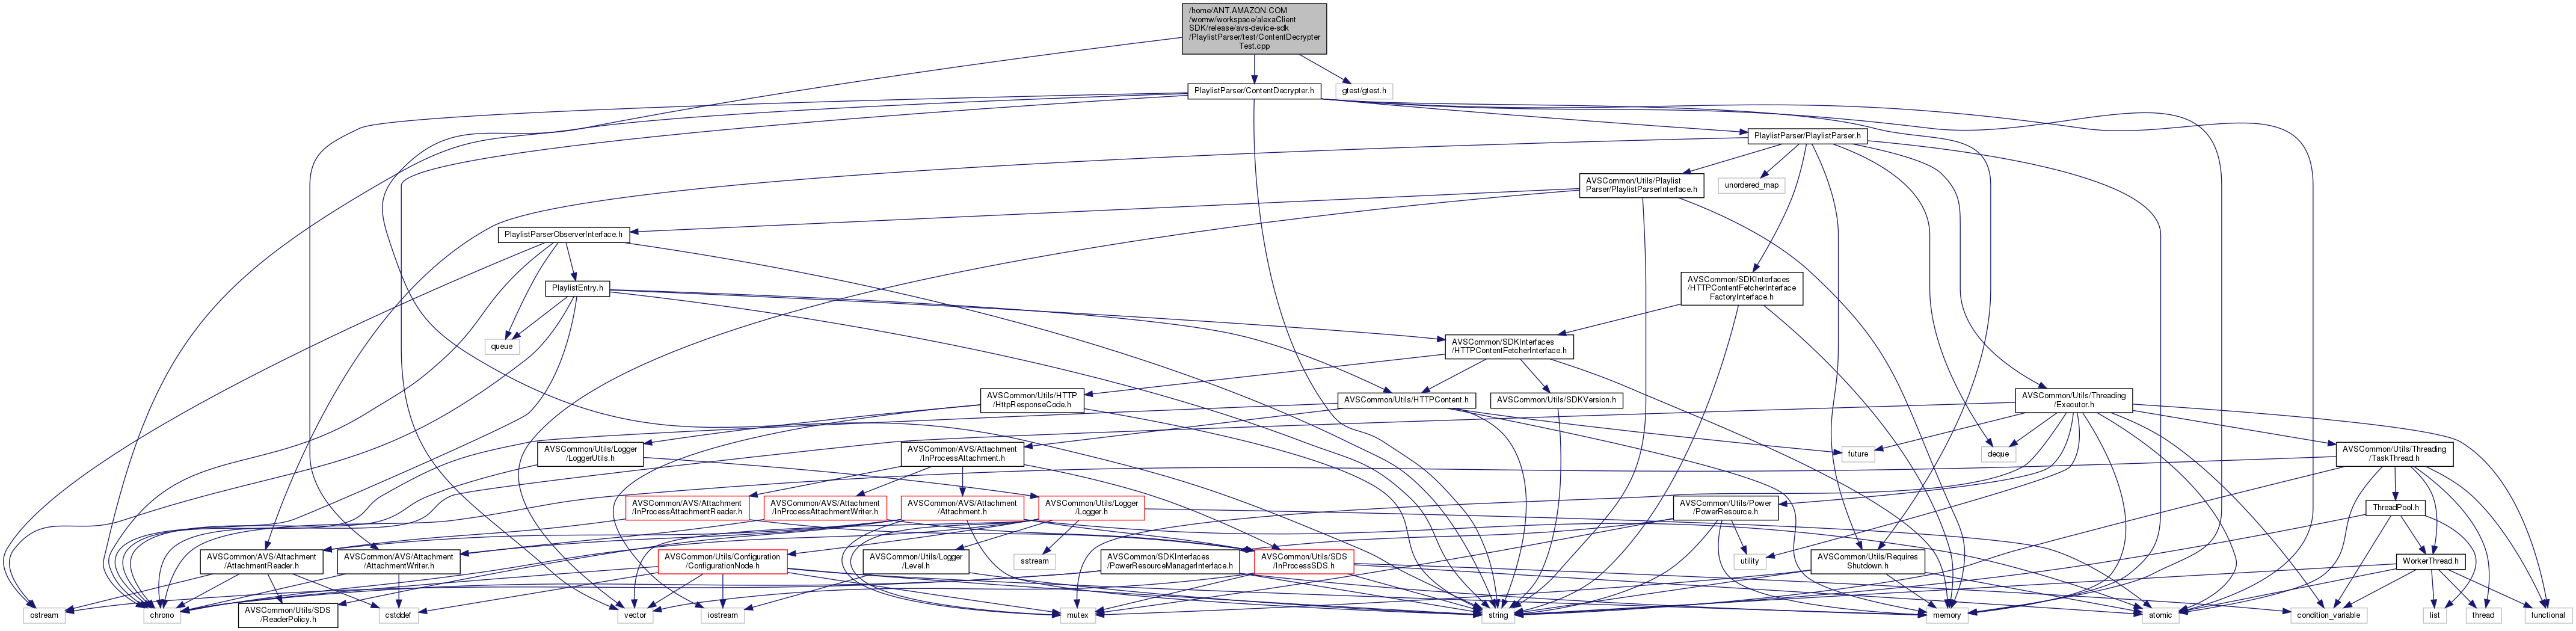 /home/ANT.AMAZON.COM
/womw/workspace/alexaClient
SDK/release/avs-device-sdk
/PlaylistParser/test/ContentDecrypter
Test.cpp
PlaylistParser/ContentDecrypter.h
gtest/gtest.h
PlaylistParser/PlaylistParser.h
AVSCommon/Utils/Playlist
Parser/PlaylistParserInterface.h
unordered_map
PlaylistParserObserverInterface.h
PlaylistEntry.h
AVSCommon/SDKInterfaces
/HTTPContentFetcherInterface
FactoryInterface.h
queue
AVSCommon/SDKInterfaces
/HTTPContentFetcherInterface.h
AVSCommon/Utils/HTTP
/HttpResponseCode.h
AVSCommon/Utils/HTTPContent.h
AVSCommon/Utils/SDKVersion.h
AVSCommon/Utils/Threading
/Executor.h
AVSCommon/Utils/Logger
/LoggerUtils.h
AVSCommon/AVS/Attachment
/InProcessAttachment.h
future
deque
AVSCommon/Utils/Threading
/TaskThread.h
AVSCommon/AVS/Attachment
/InProcessAttachmentReader.h
AVSCommon/AVS/Attachment
/InProcessAttachmentWriter.h
AVSCommon/AVS/Attachment
/Attachment.h
AVSCommon/Utils/Logger
/Logger.h
AVSCommon/Utils/Power
/PowerResource.h
ThreadPool.h
AVSCommon/AVS/Attachment
/AttachmentReader.h
AVSCommon/AVS/Attachment
/AttachmentWriter.h
AVSCommon/Utils/Configuration
/ConfigurationNode.h
AVSCommon/Utils/Logger
/Level.h
sstream
AVSCommon/SDKInterfaces
/PowerResourceManagerInterface.h
AVSCommon/Utils/SDS
/InProcessSDS.h
utility
AVSCommon/Utils/Requires
Shutdown.h
WorkerThread.h
ostream
chrono
AVSCommon/Utils/SDS
/ReaderPolicy.h
cstddef
vector
iostream
mutex
string
memory
atomic
condition_variable
list
thread
functional